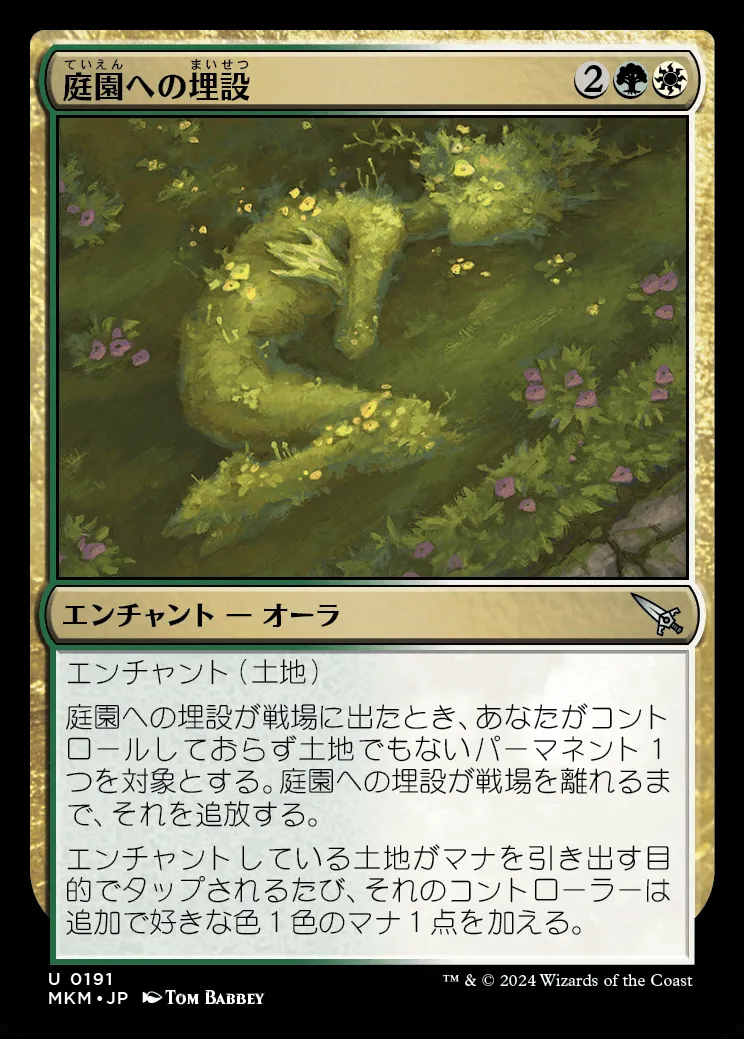 ていえん まいせつ
庭園への埋設 2
エンチャント — オーラ
エンチャント（土地）
庭園への埋設が戦場に出たとき、あなたがコント
ロールしておらず土地でもないパーマネント１
つを対象とする。庭園への埋設が戦場を離れるま
で、それを追放する。
エンチャントしている土地がマナを引き出す目
的でタップされるたび、それのコントローラーは
追加で好きな色１色のマナ１点を加える。
U 0191
MKM • JP Tom Babbey
™ & © 2024 Wizards of the Coast